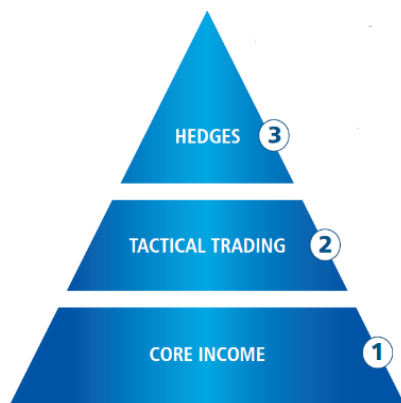 HEDGES 3
TACTICAL TRADING 2
CORE INCOME 1